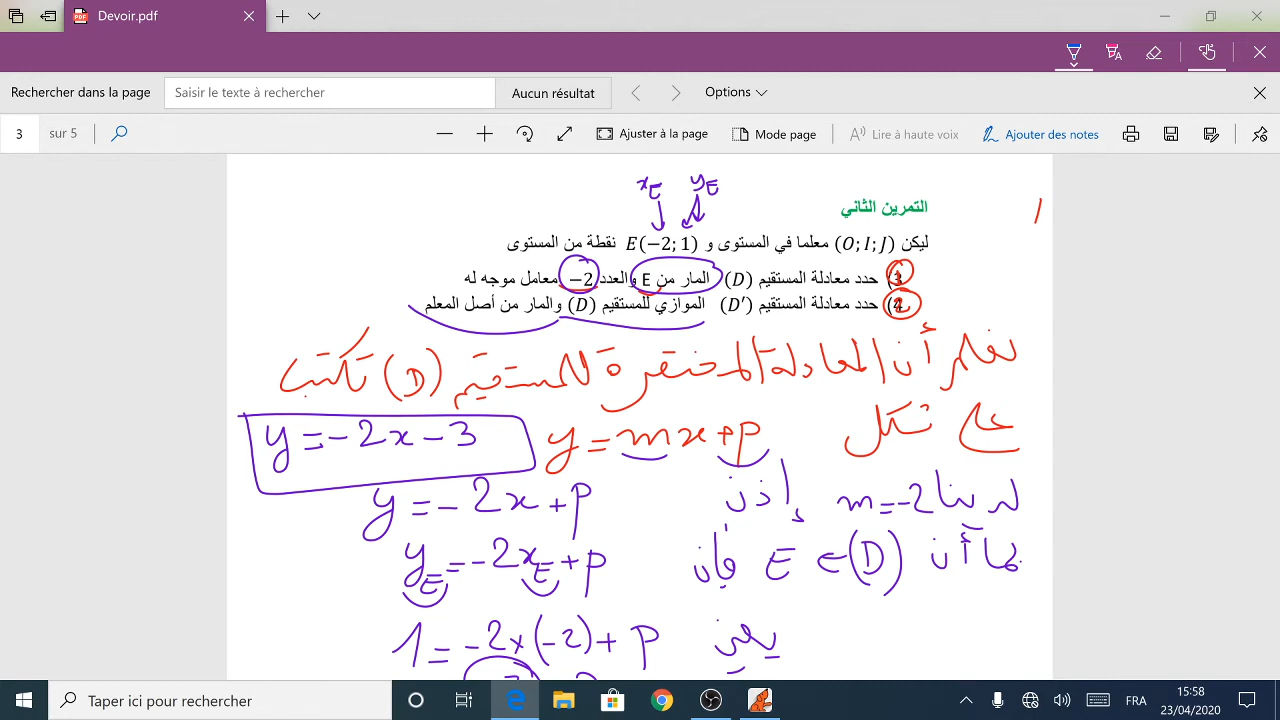 Devoir.pdf
Rechercher dans la page
Saisir le texte à rechercher
Aucun résultat
Options
3 sur 5
Ajuster à la page
Mode page
Lire à haute voix
Ajouter des notes
x_E y_E
التمرين الثاني
ليكن (O; I; J) معلما في المستوى و E(−2; 1) نقطة من المستوى
حدد معادلة المستقيم (D) المار من E والعدد −2 معامل موجه له
حدد معادلة المستقيم (D′) الموازي للمستقيم (D) والمار من أصل المعلم
نعلم أن المعادلة المختصرة للمستقيم (D) تكتب
على شكل y = mx + p
y = -2x - 3
لدينا m = -2 إذن y = -2x + p
بما أن E ∈ (D) فإن y_E = -2x_E + p
يعني 1 = -2×(-2) + p
Taper ici pour rechercher
FRA
15:58
23/04/2020